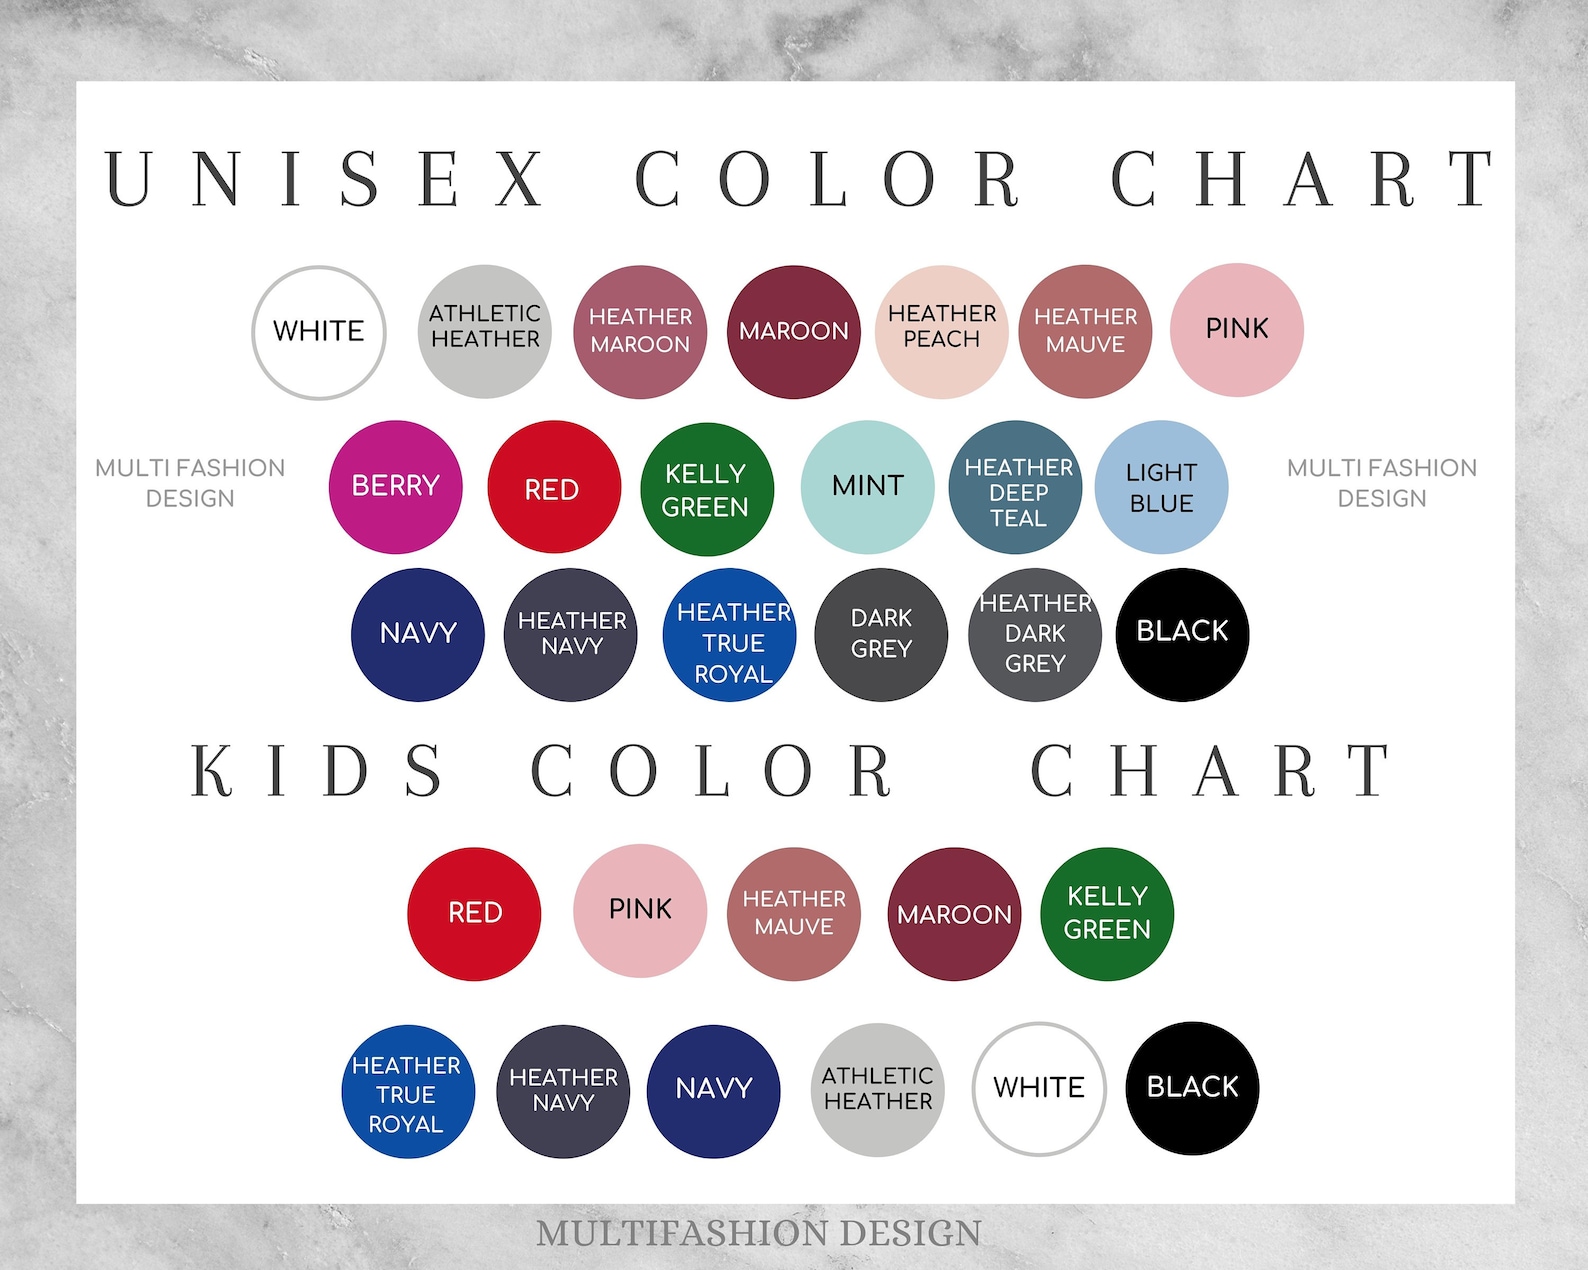 UNISEX COLOR CHART
WHITE
ATHLETIC
HEATHER
HEATHER
MAROON
MAROON
HEATHER
PEACH
HEATHER
MAUVE
PINK
MULTI FASHION
DESIGN
BERRY
RED
KELLY
GREEN
MINT
HEATHER
DEEP
TEAL
LIGHT
BLUE
MULTI FASHION
DESIGN
NAVY
HEATHER
NAVY
HEATHER
TRUE
ROYAL
DARK
GREY
HEATHER
DARK
GREY
BLACK
KIDS COLOR CHART
RED
PINK
HEATHER
MAUVE
MAROON
KELLY
GREEN
HEATHER
TRUE
ROYAL
HEATHER
NAVY
NAVY
ATHLETIC
HEATHER
WHITE
BLACK
MULTIFASHION DESIGN